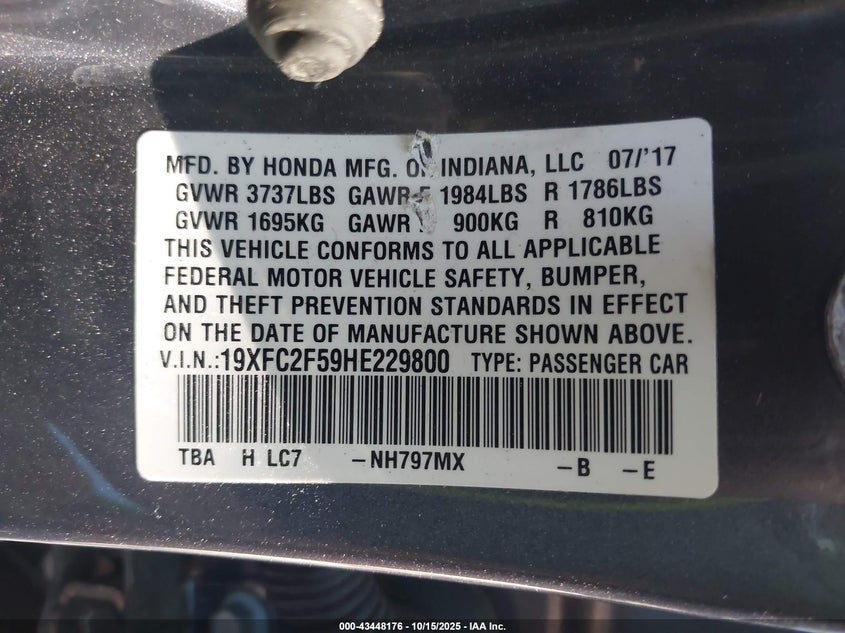 MFD. BY HONDA MFG. OF INDIANA, LLC 07/'17
GVWR 3737LBS GAWR F 1984LBS R 1786LBS
GVWR 1695KG GAWR 900KG R 810KG
THIS VEHICLE CONFORMS TO ALL APPLICABLE
FEDERAL MOTOR VEHICLE SAFETY, BUMPER,
AND THEFT PREVENTION STANDARDS IN EFFECT
ON THE DATE OF MANUFACTURE SHOWN ABOVE.
V.I.N.:19XFC2F59HE229800 TYPE: PASSENGER CAR
TBA H LC7 –NH797MX –B –E
000-43448176 - 10/15/2025 - IAA Inc.